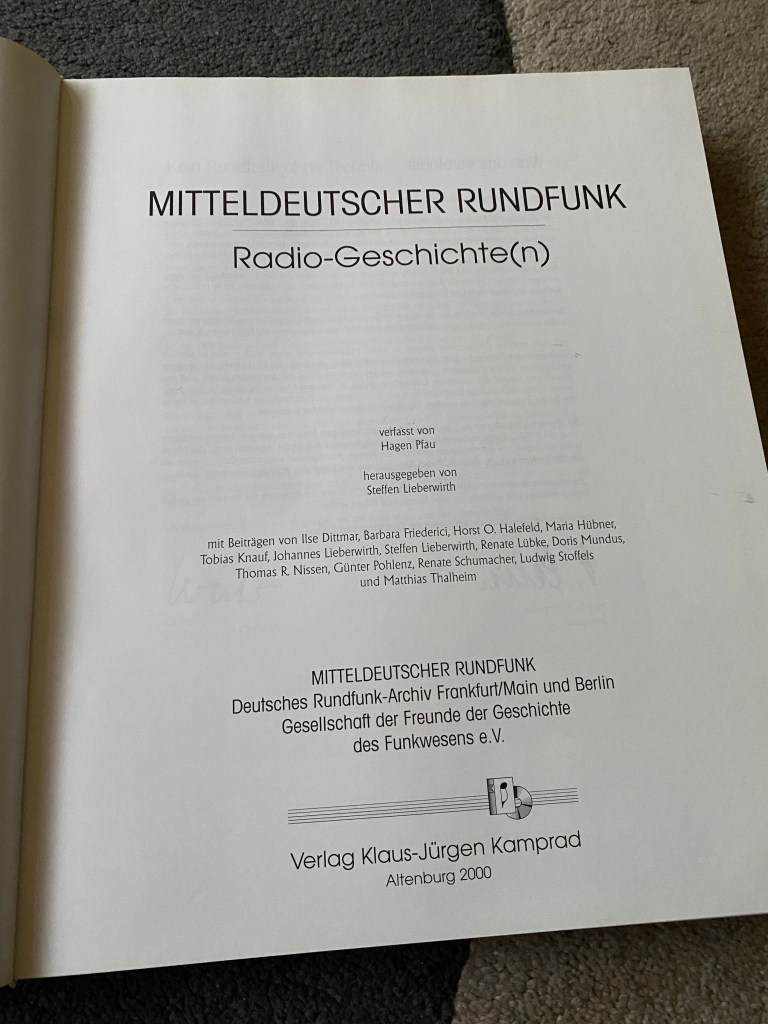 MITTELDEUTSCHER RUNDFUNK
Radio-Geschichte(n)
verfasst von
Hagen Pfau
herausgegeben von
Steffen Lieberwirth
mit Beiträgen von Ilse Dittmar, Barbara Friederici, Horst O. Halefeld, Maria Hübner,
Tobias Knauf, Johannes Lieberwirth, Steffen Lieberwirth, Renate Lübke, Doris Mundus,
Thomas R. Nissen, Günter Pohlenz, Renate Schumacher, Ludwig Stoffels
und Matthias Thalheim
MITTELDEUTSCHER RUNDFUNK
Deutsches Rundfunk-Archiv Frankfurt/Main und Berlin
Gesellschaft der Freunde der Geschichte
des Funkwesens e.V.
Verlag Klaus-Jürgen Kamprad
Altenburg 2000